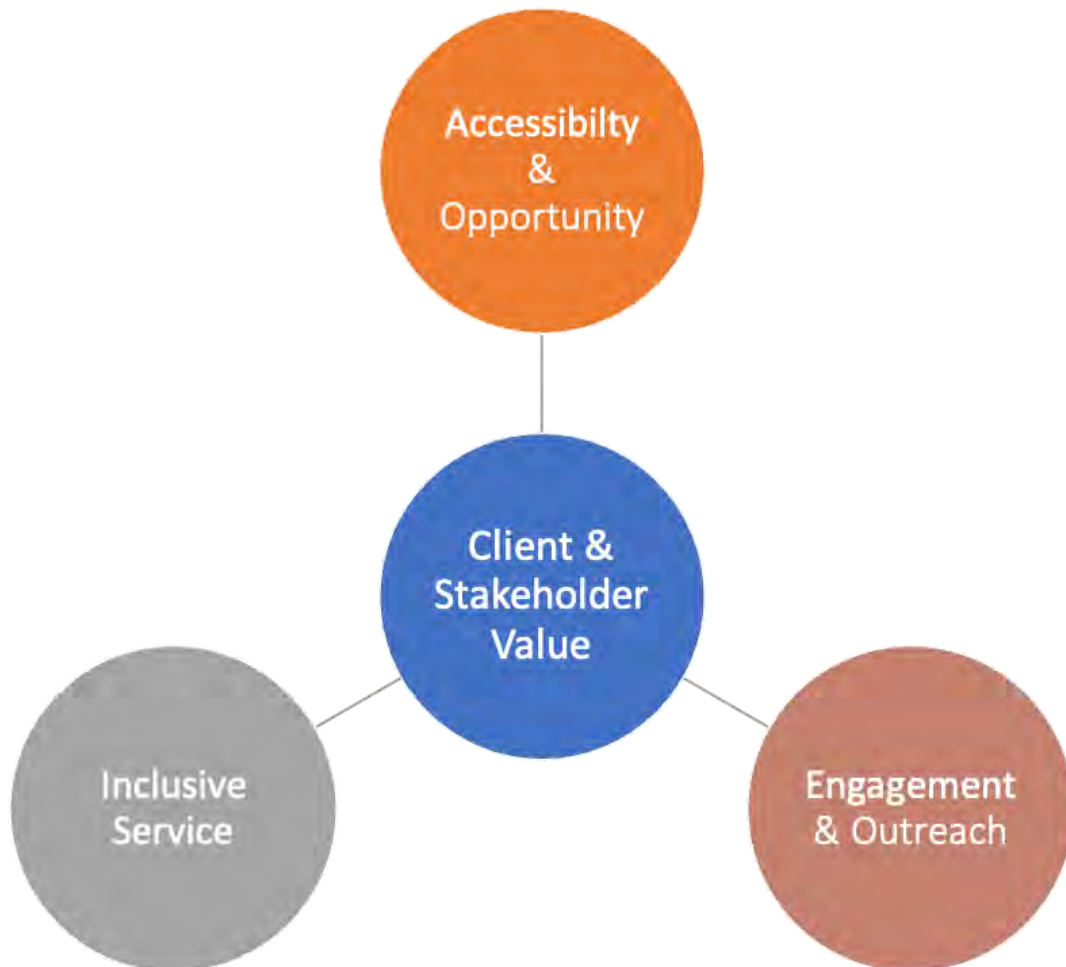 Accessibilty
&
Opportunity
Client &
Stakeholder
Value
Inclusive
Service
Engagement
& Outreach